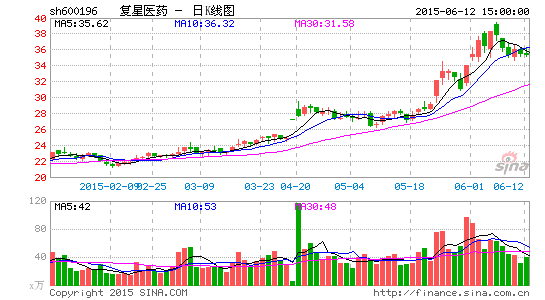 sh600196 复星医药 － 日K线图 2015-06-12 15:00:00
MA5:35.62 MA10:36.32 MA30:31.58
40
38
36
34
32
30
28
26
24
22
20
sina
2015-02-09 02-25 03-09 03-23 04-20 05-04 05-18 06-01 06-12
MA5:42 MA10:53 MA30:48
120
80
40
x万
Copyright 2015 SINA.COM http://finance.sina.com.cn